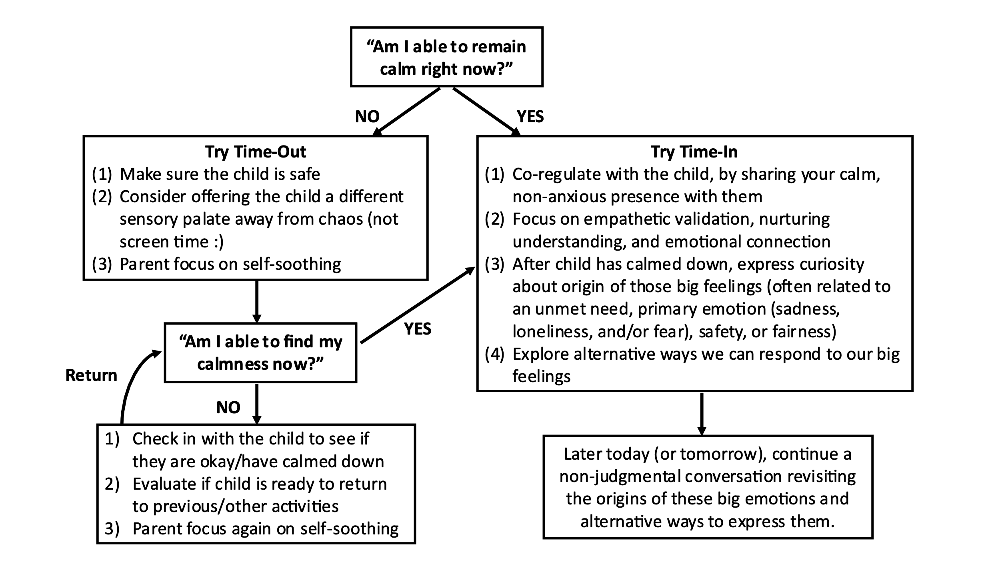 “Am I able to remain
calm right now?”
NO
YES
Try Time-Out
(1) Make sure the child is safe
(2) Consider offering the child a different
sensory palate away from chaos (not
screen time :)
(3) Parent focus on self-soothing
Try Time-In
(1) Co-regulate with the child, by sharing your calm,
non-anxious presence with them
(2) Focus on empathetic validation, nurturing
understanding, and emotional connection
(3) After child has calmed down, express curiosity
about origin of those big feelings (often related to
an unmet need, primary emotion (sadness,
loneliness, and/or fear), safety, or fairness)
(4) Explore alternative ways we can respond to our big
feelings
“Am I able to find my
calmness now?”
YES
Return
NO
1) Check in with the child to see if
they are okay/have calmed down
2) Evaluate if child is ready to return
to previous/other activities
3) Parent focus again on self-soothing
Later today (or tomorrow), continue a
non-judgmental conversation revisiting
the origins of these big emotions and
alternative ways to express them.